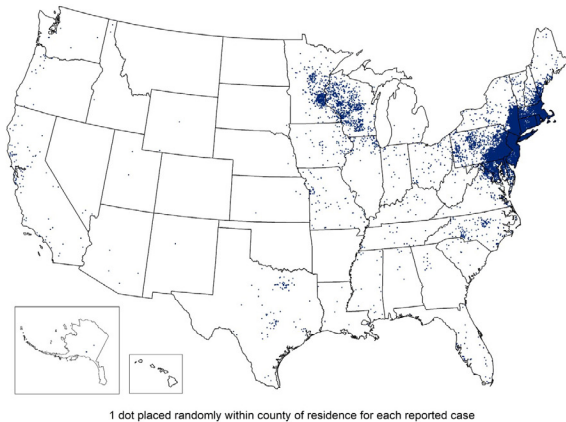 1 dot placed randomly within county of residence for each reported case